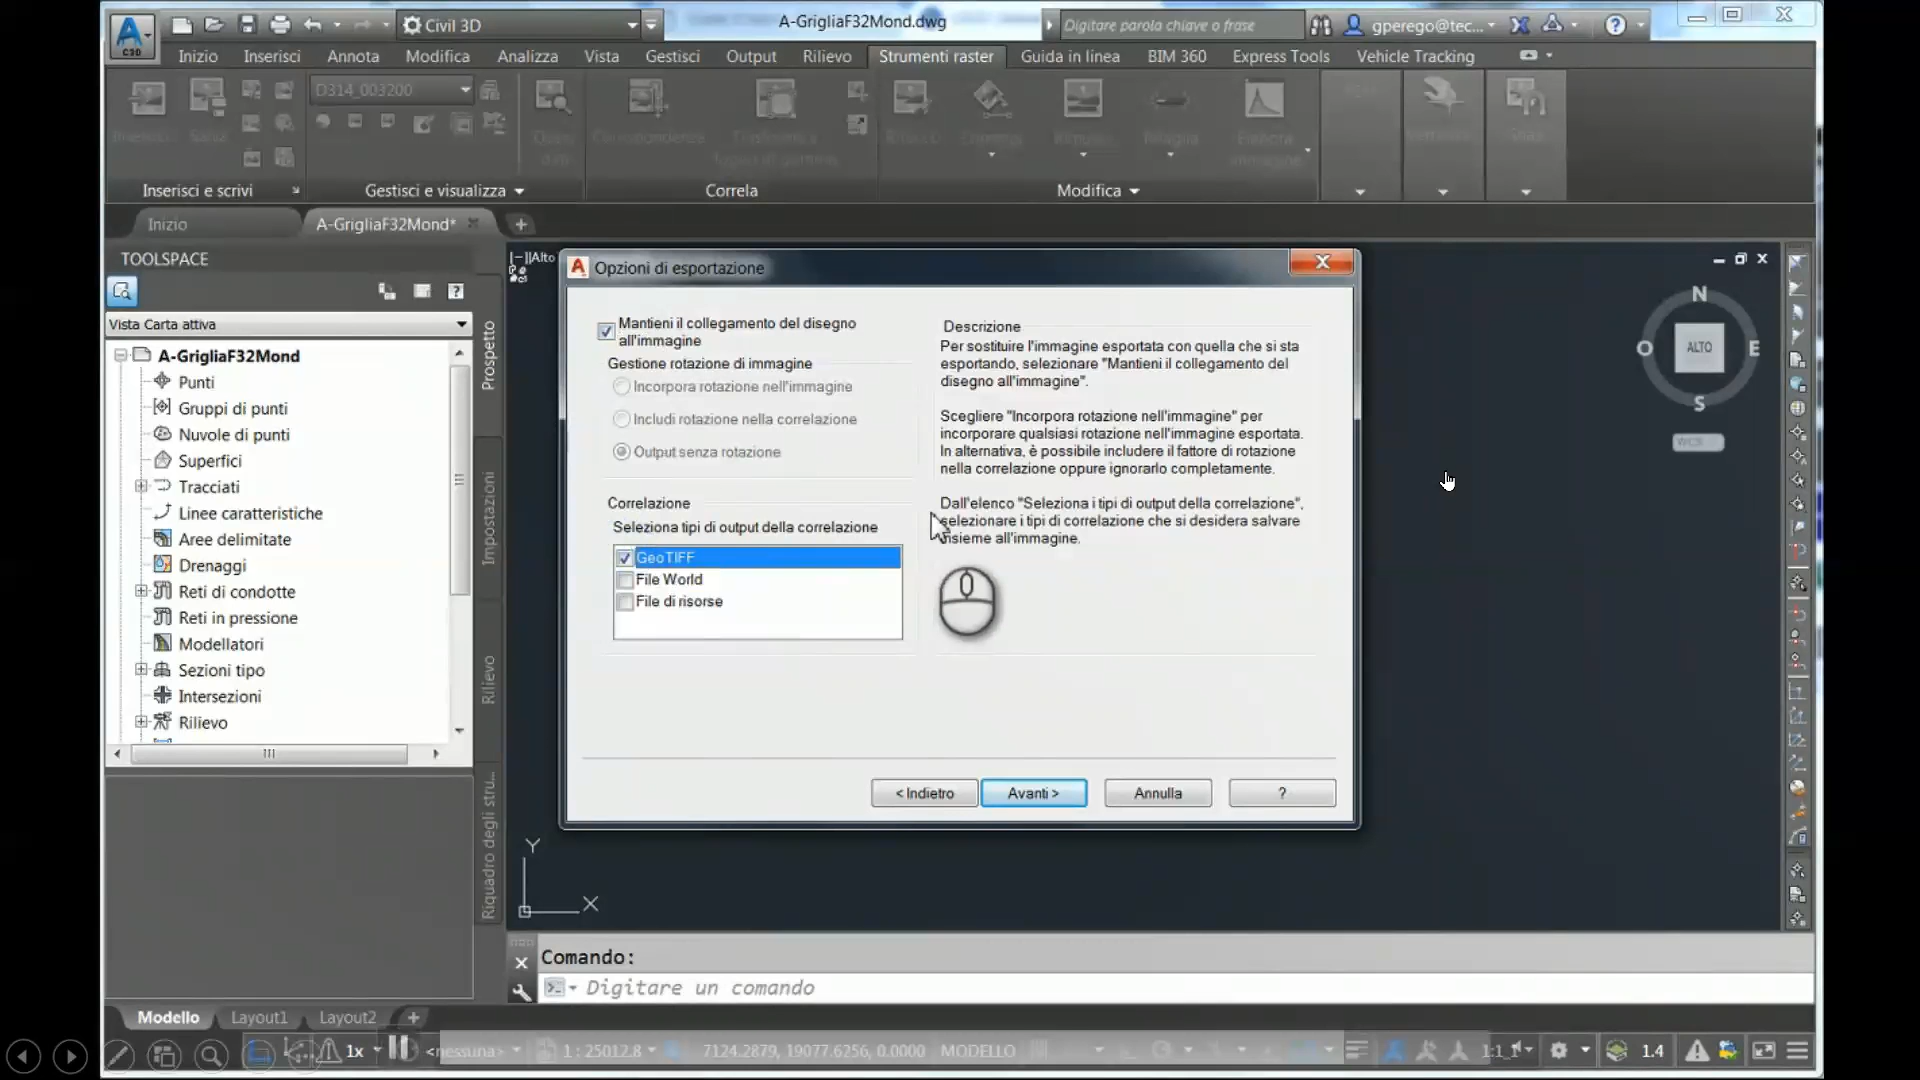 C3D
Civil 3D
A-GrigliaF32Mond.dwg
Digitare parola chiave o frase
gperego@tec...
Inizio Inserisci Annota Modifica Analizza Vista Gestisci Output Rilievo Strumenti raster Guida in linea BIM 360 Express Tools Vehicle Tracking
D314_003200
Inserisci e scrivi Gestisci e visualizza Correla Modifica
Inizio A-GrigliaF32Mond*
TOOLSPACE
Vista Carta attiva
A-GrigliaF32Mond
Punti
Gruppi di punti
Nuvole di punti
Superfici
Tracciati
Linee caratteristiche
Aree delimitate
Drenaggi
Reti di condotte
Reti in pressione
Modellatori
Sezioni tipo
Intersezioni
Rilievo
Prospetto
Impostazioni
Rilievo
Riquadro degli stru...
[−][Alto
N
O ALTO E
S
WCS
Opzioni di esportazione
Mantieni il collegamento del disegno
all'immagine
Gestione rotazione di immagine
Incorpora rotazione nell'immagine
Includi rotazione nella correlazione
Output senza rotazione
Correlazione
Seleziona tipi di output della correlazione
GeoTIFF
File World
File di risorse
Descrizione
Per sostituire l'immagine esportata con quella che si sta
esportando, selezionare "Mantieni il collegamento del
disegno all'immagine".
Scegliere "Incorpora rotazione nell'immagine" per
incorporare qualsiasi rotazione nell'immagine esportata.
In alternativa, è possibile includere il fattore di rotazione
nella correlazione oppure ignorarlo completamente.
Dall'elenco "Seleziona i tipi di output della correlazione",
selezionare i tipi di correlazione che si desidera salvare
insieme all'immagine.
< Indietro Avanti > Annulla ?
Y
X
Comando:
Digitare un comando
Modello Layout1 Layout2
1x <nessuna> 1 : 25012.8 7124.2879, 19077.6256, 0.0000 MODELLO 1:1 1.4